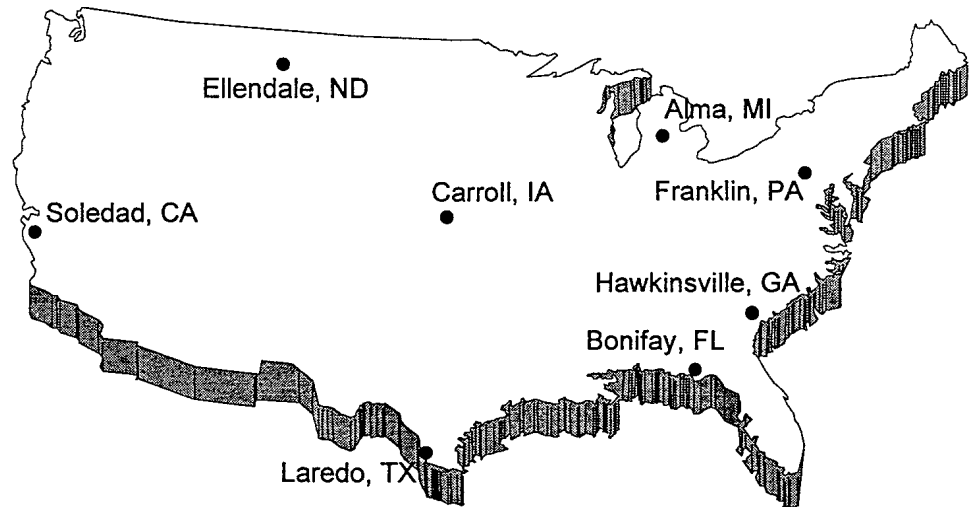 Ellendale, ND
Alma, MI
Franklin, PA
Carroll, IA
Soledad, CA
Hawkinsville, GA
Bonifay, FL
Laredo, TX